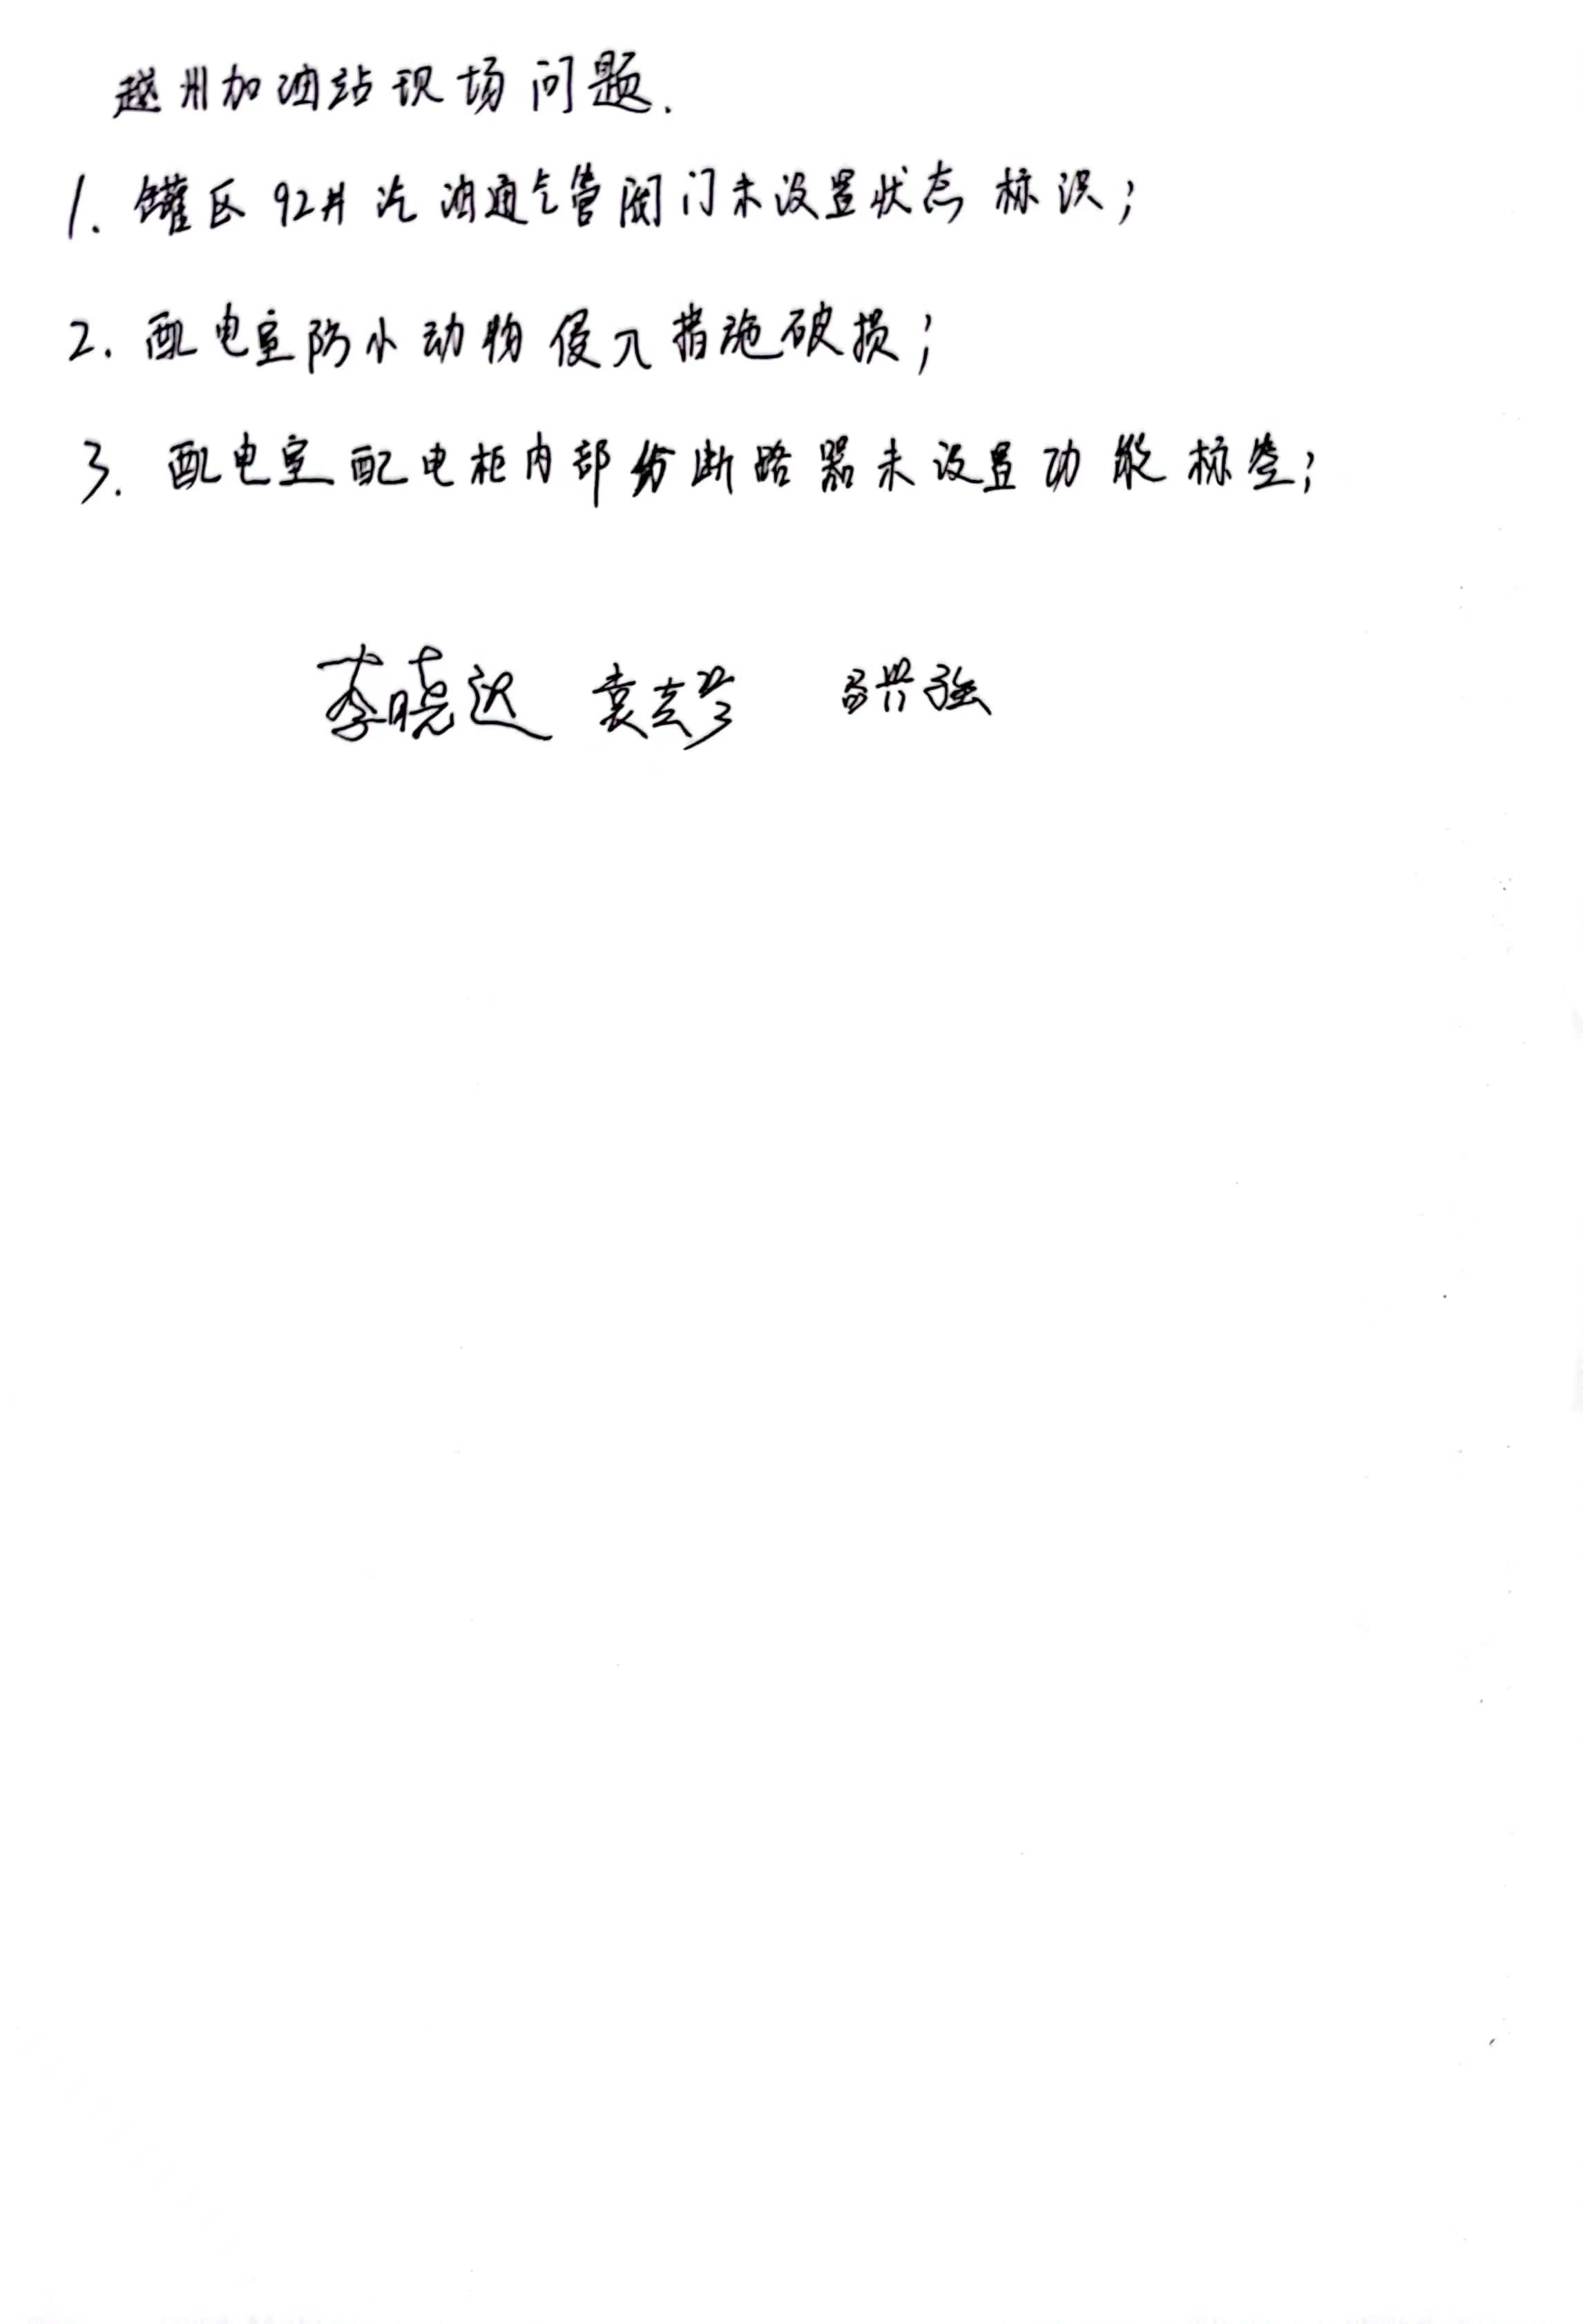 越州加油站现场问题.
1. 罐区92#汽油通气管阀门未设置状态标识;
2. 配电室防小动物侵入措施破损;
3. 配电室配电柜内部分断路器未设置功能标签;
李晓达 袁志